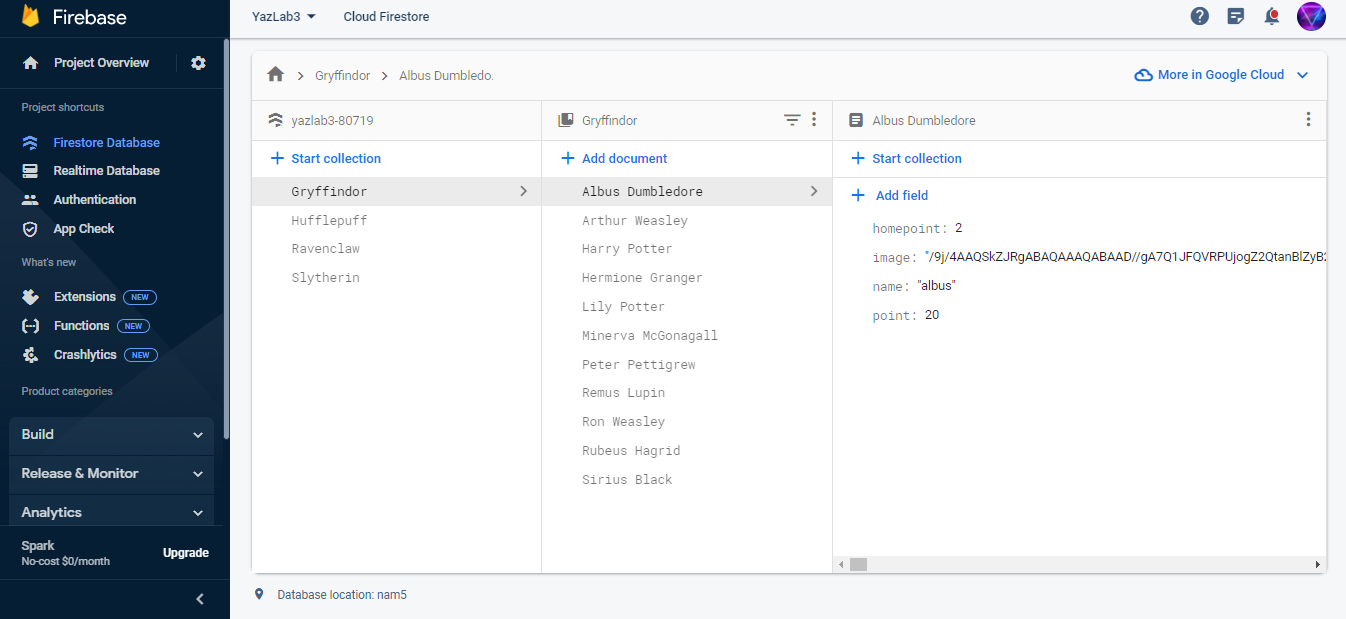 Firebase
Project Overview
Project shortcuts
Firestore Database
Realtime Database
Authentication
App Check
What's new
Extensions NEW
Functions NEW
Crashlytics NEW
Product categories
Build
Release & Monitor
Analytics
Spark
No-cost $0/month
Upgrade
YazLab3
Cloud Firestore
Gryffindor
Albus Dumbledo.
More in Google Cloud
yazlab3-80719
Start collection
Gryffindor
Hufflepuff
Ravenclaw
Slytherin
Gryffindor
Add document
Albus Dumbledore
Arthur Weasley
Harry Potter
Hermione Granger
Lily Potter
Minerva McGonagall
Peter Pettigrew
Remus Lupin
Ron Weasley
Rubeus Hagrid
Sirius Black
Albus Dumbledore
Start collection
Add field
homepoint: 2
image: "/9j/4AAQSkZJRgABAQAAAQABAAD//gA7Q1JFQVRPUjogZ2QtanBlZyB2
name: "albus"
point: 20
Database location: nam5